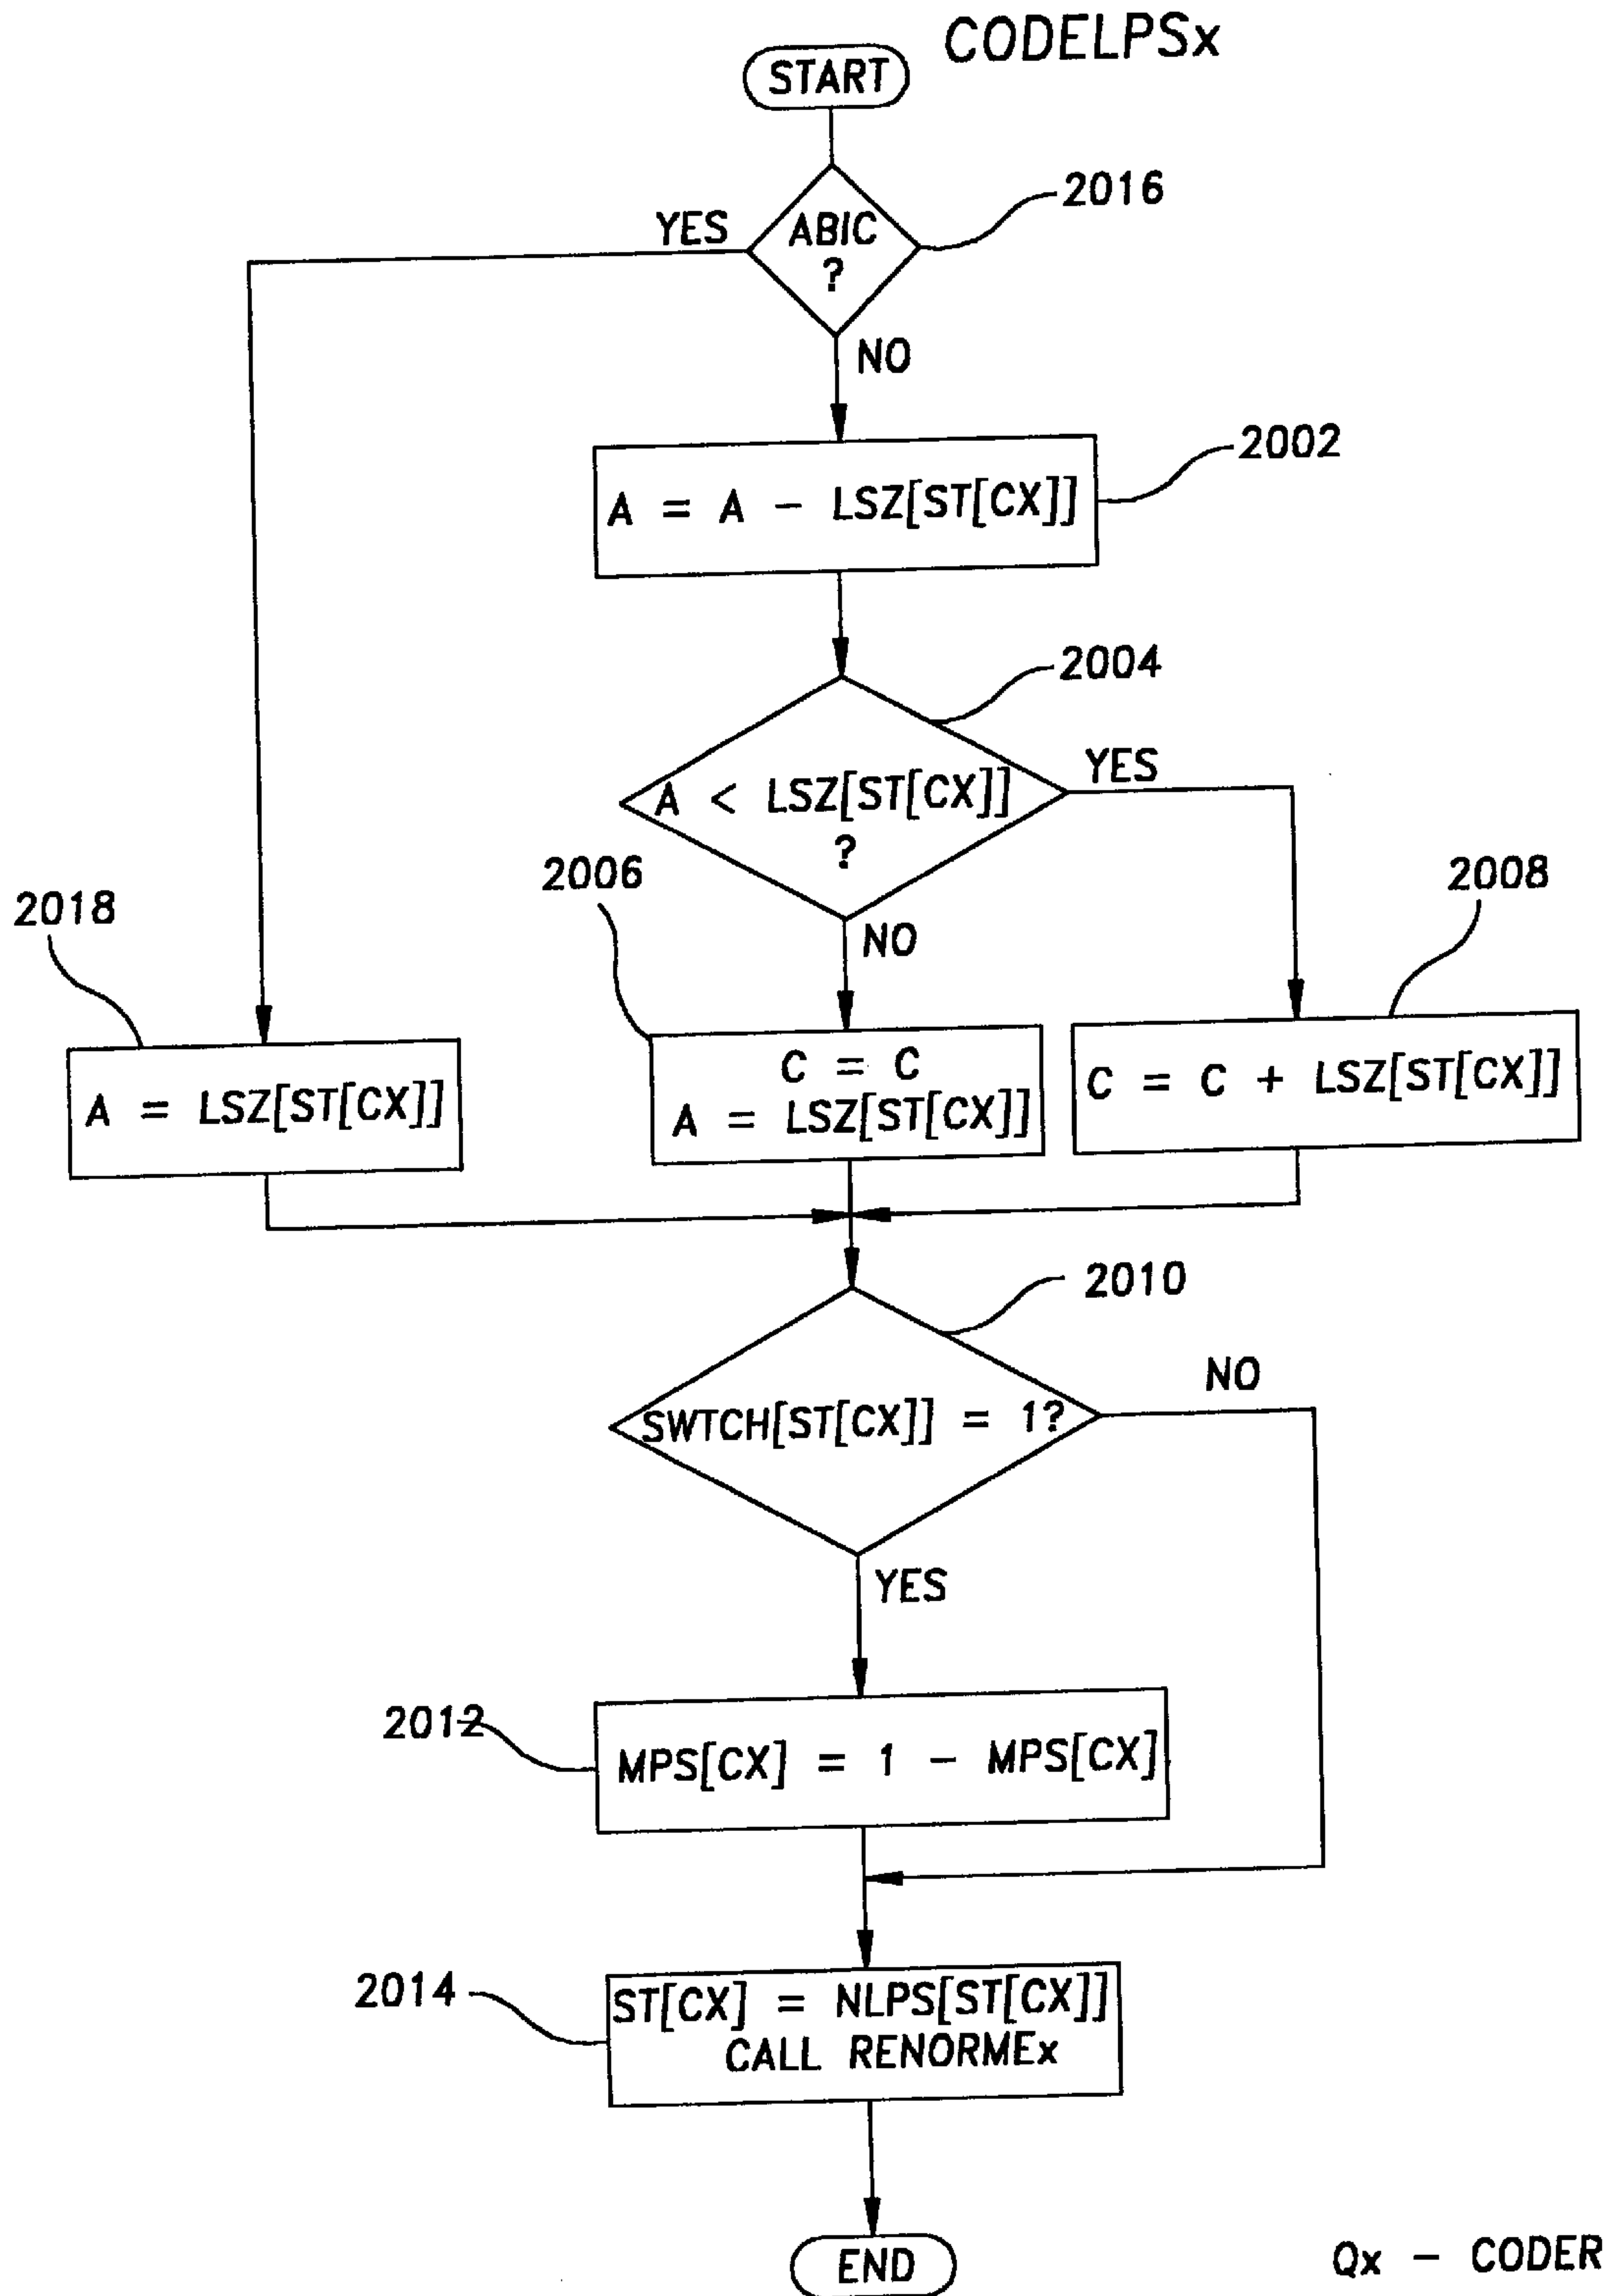 CODELPSx
START
2016
YES
ABIC
?
NO
2002
A = A - LSZ[ST[CX]]
2004
YES
A < LSZ[ST[CX]]
?
2006
2008
2018
NO
C = C
A = LSZ[ST[CX]]
C = C + LSZ[ST[CX]]
A = LSZ[ST[CX]]
2010
NO
SWTCH[ST[CX]] = 1?
YES
2012
MPS[CX] = 1 - MPS[CX]
2014
ST[CX] = NLPS[ST[CX]]
CALL RENORMEx
END
Qx - CODER